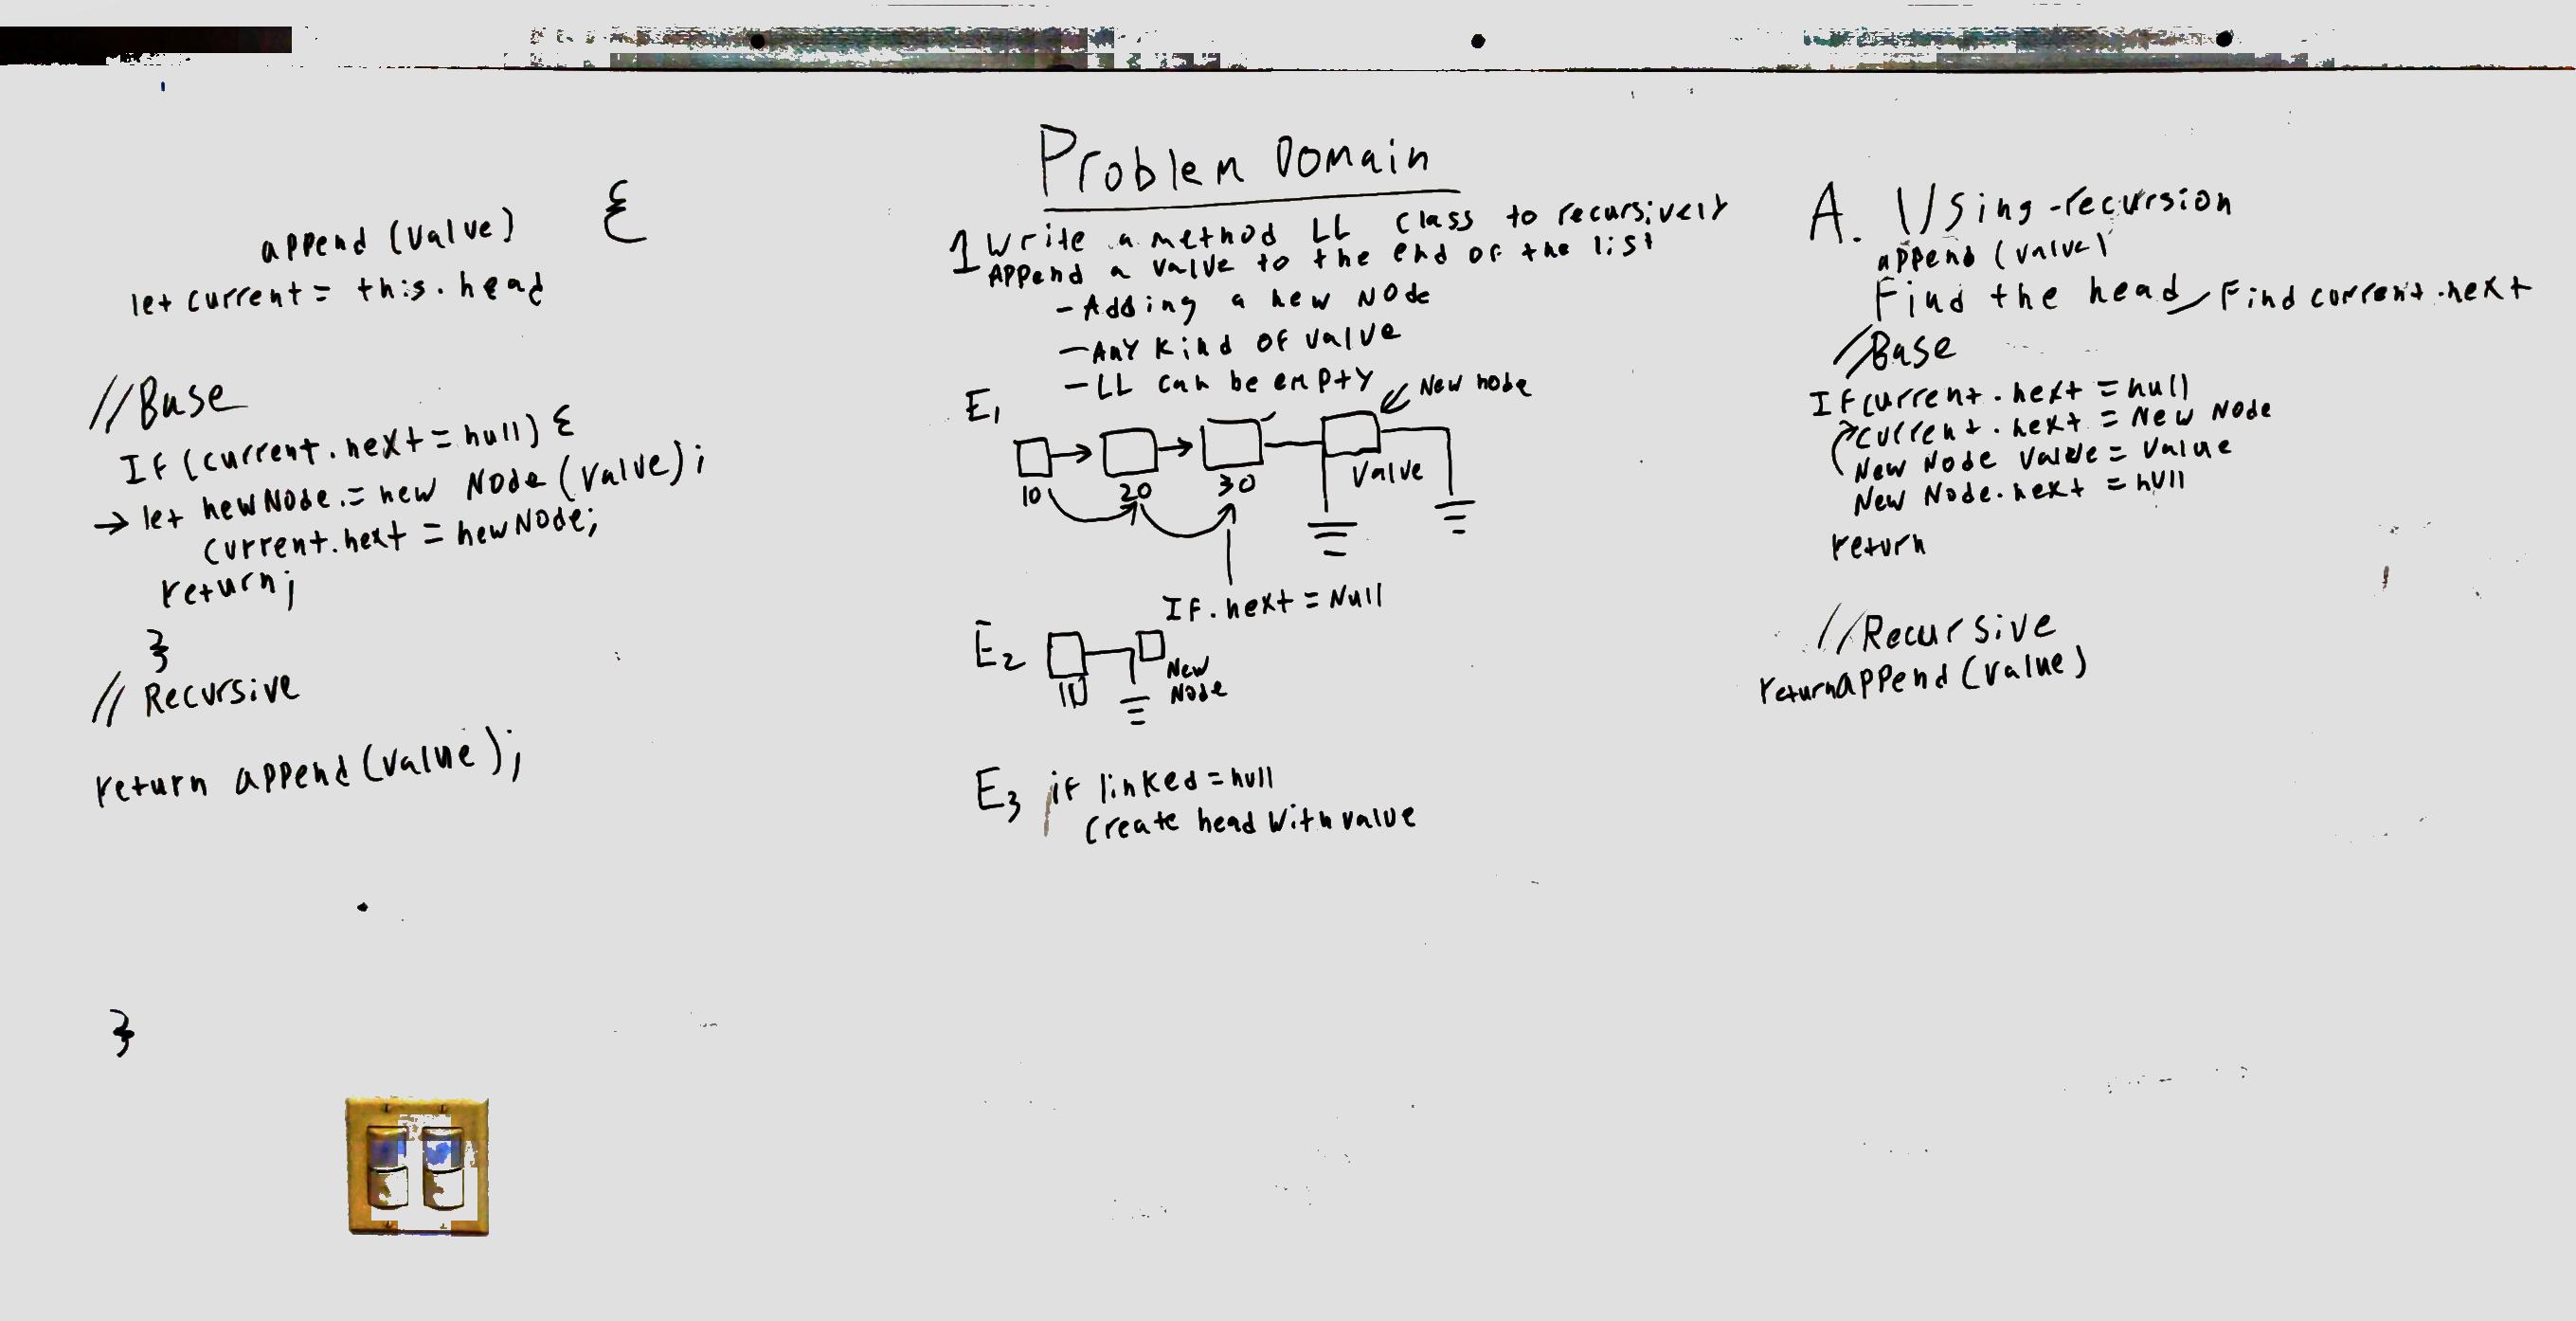 append (value) {
let current = this.head
//Base
If (current.next = null) {
→ let newNode. = new Node (value);
current.next = newNode;
return;
}
// Recursive
return append (value);
}
Problem Domain
1 Write a method LL class to recursively
Append a value to the end of the list
- Adding a new Node
- Any kind of value
- LL can be empty
New node
E1
10 20 30 Value
If .next = Null
E2
10
New
Node
E3 if linked = null
Create head with value
A. Using -recursion
append (value)
Find the head, Find current.next
//Base
If current.next = null
current.next = New Node
New Node value = value
New Node.next = null
return
//Recursive
return append (value)